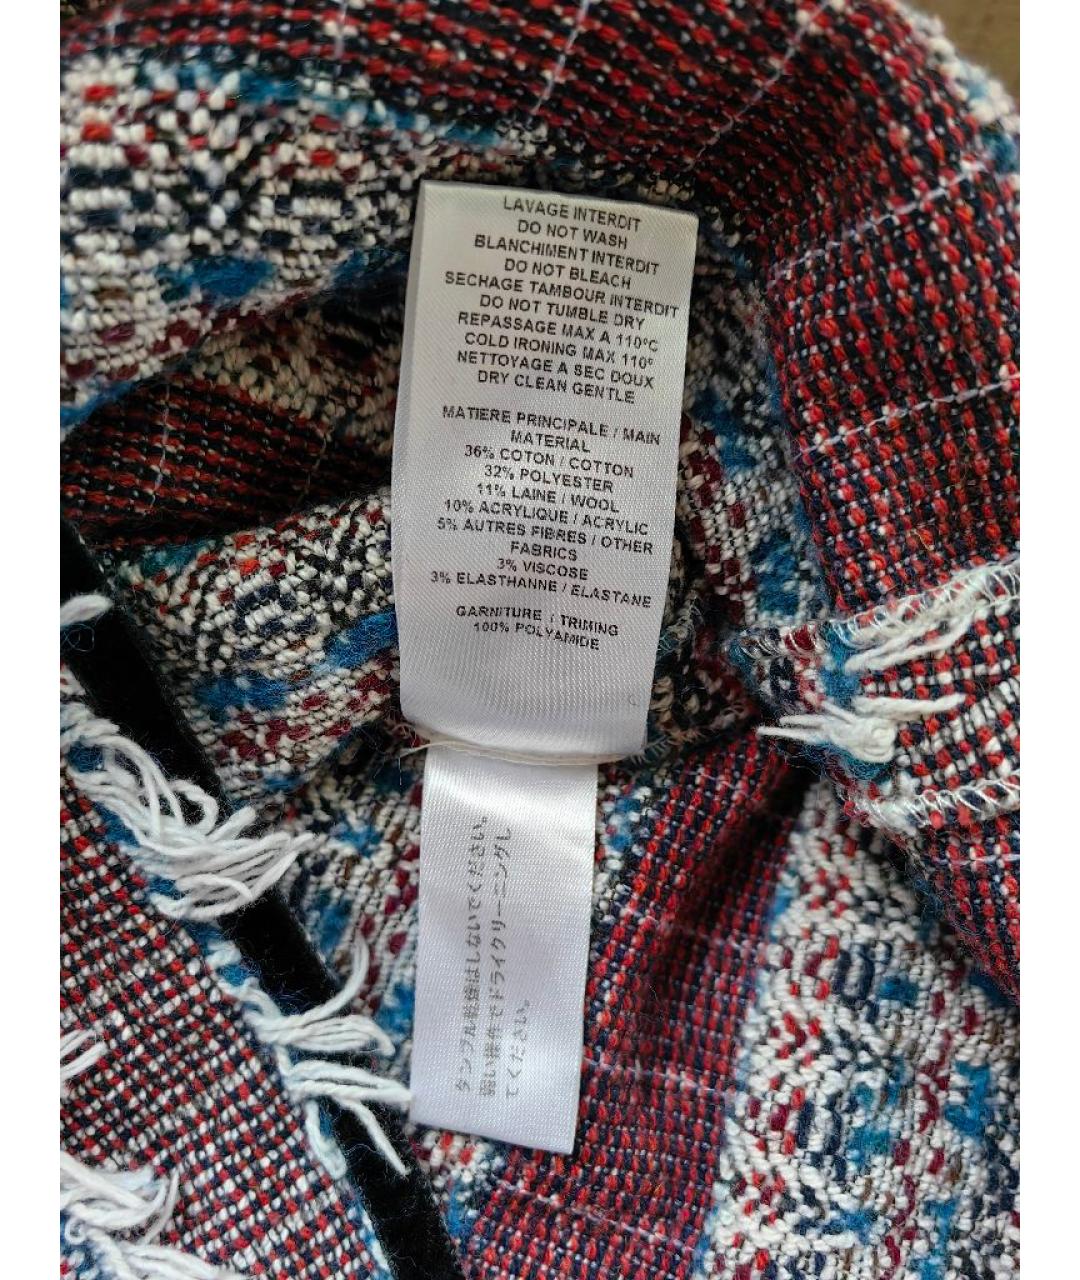 LAVAGE INTERDIT
DO NOT WASH
BLANCHIMENT INTERDIT
DO NOT BLEACH
SECHAGE TAMBOUR INTERDIT
DO NOT TUMBLE DRY
REPASSAGE MAX A 110°C
COLD IRONING MAX 110°
NETTOYAGE A SEC DOUX
DRY CLEAN GENTLE
MATIERE PRINCIPALE / MAIN
MATERIAL
36% COTON / COTTON
32% POLYESTER
11% LAINE / WOOL
10% ACRYLIQUE / ACRYLIC
5% AUTRES FIBRES / OTHER
FABRICS
3% VISCOSE
3% ELASTHANNE / ELASTANE
GARNITURE / TRIMING
100% POLYAMIDE
タンブル乾燥はしないでください。
弱い操作でドライクリーニングし
てください。